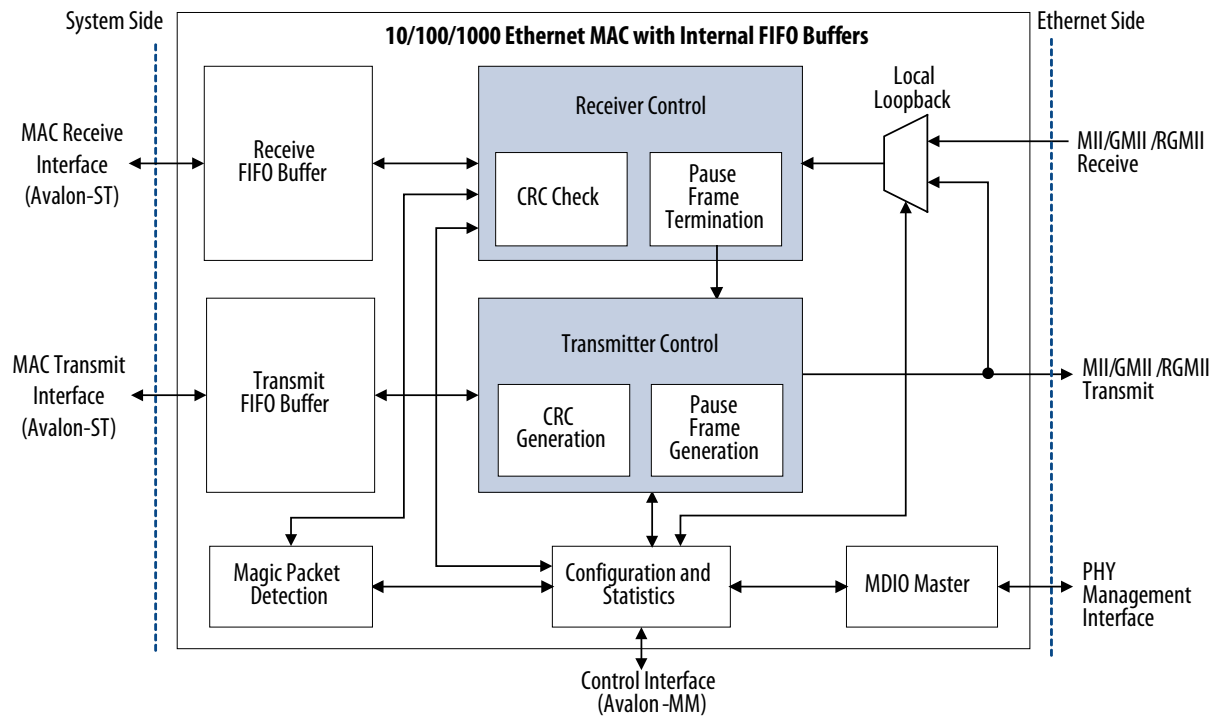 System Side
Ethernet Side
10/100/1000 Ethernet MAC with Internal FIFO Buffers
Local
Loopback
Receiver Control
MAC Receive
Interface
(Avalon-ST)
Receive
FIFO Buffer
CRC Check
Pause
Frame
Termination
MII/GMII /RGMII
Receive
MAC Transmit
Interface
(Avalon-ST)
Transmit
FIFO Buffer
Transmitter Control
CRC
Generation
Pause
Frame
Generation
MII/GMII /RGMII
Transmit
Magic Packet
Detection
Configuration and
Statistics
MDIO Master
PHY
Management
Interface
Control Interface
(Avalon -MM)